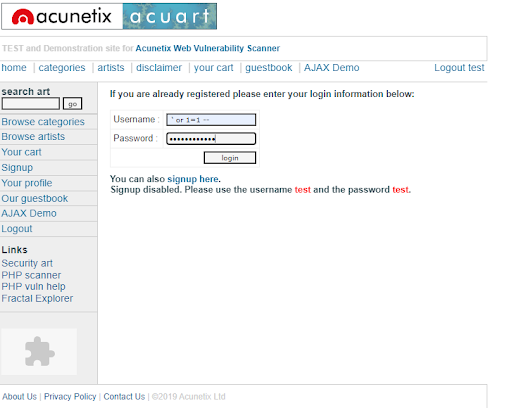 acunetix acuart
TEST and Demonstration site for Acunetix Web Vulnerability Scanner
home | categories | artists | disclaimer | your cart | guestbook | AJAX Demo Logout test
search art
go
Browse categories
Browse artists
Your cart
Signup
Your profile
Our guestbook
AJAX Demo
Logout
Links
Security art
PHP scanner
PHP vuln help
Fractal Explorer
If you are already registered please enter your login information below:
Username : ' or 1=1 --
Password : ••••••••••••
login
You can also signup here.
Signup disabled. Please use the username test and the password test.
About Us | Privacy Policy | Contact Us | ©2019 Acunetix Ltd